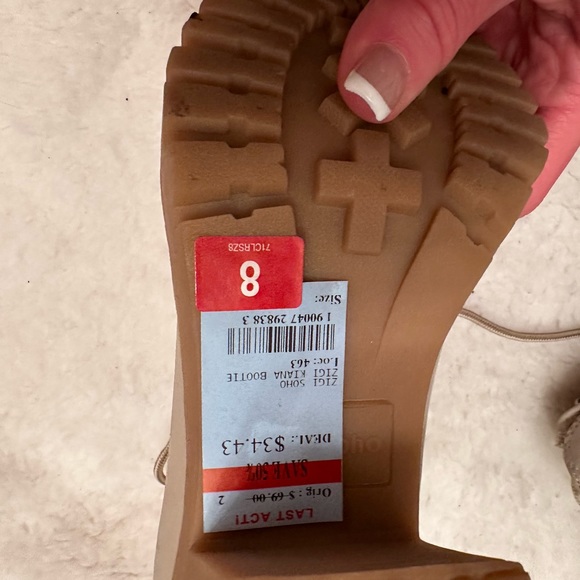 LAST ACT!
Orig: $ 69.00 2
SAVE 50%
DEAL: $34.43
ZIGI SOHO
ZIGI KIANA BOOTIE
Loc: 463
1 90047 29838 3
Size:
8
71CLRSZ8